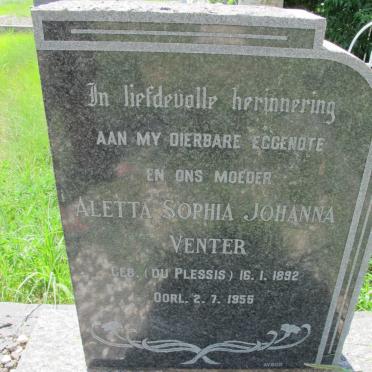 In liefdevolle herinnering
AAN MY DIERBARE EGGENOTE
EN ONS MOEDER
ALETTA SOPHIA JOHANNA
VENTER
GEB. (DU PLESSIS) 16.1.1892
OORL. 2.7.1955